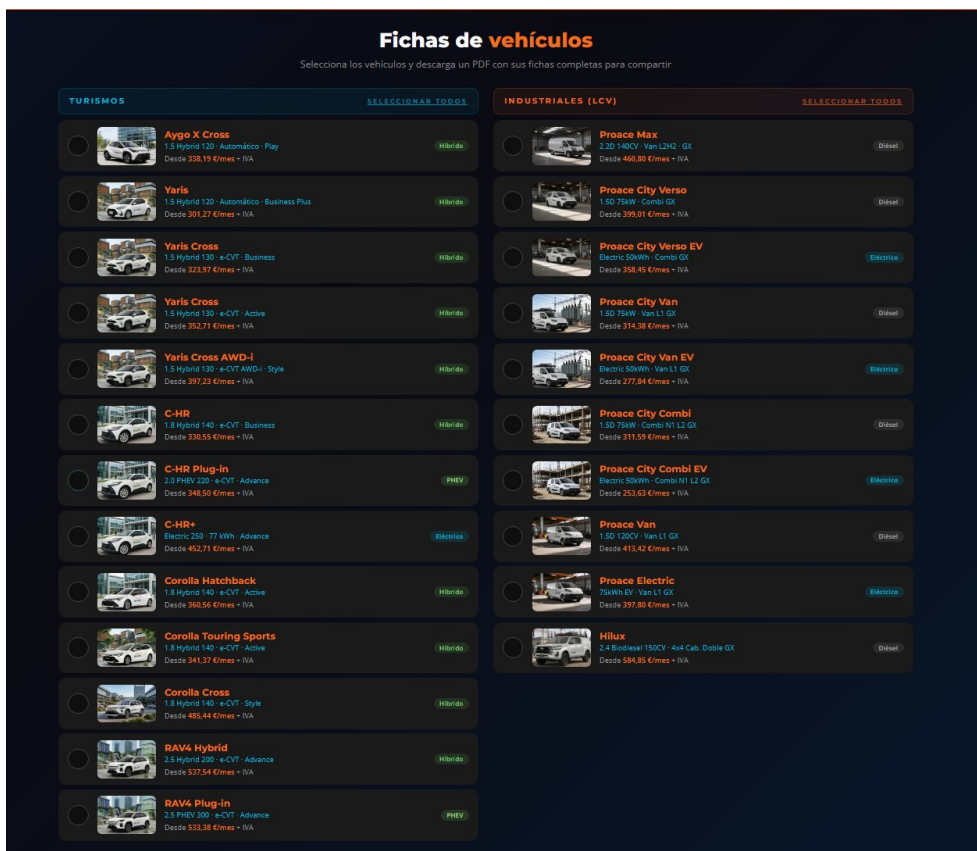 Fichas de vehículos
Selecciona los vehículos y descarga un PDF con sus fichas completas para compartir
TURISMOS
SELECCIONAR TODOS
Aygo X Cross
1.5 Hybrid 120 · Automático · Play
Desde 338,19 €/mes + IVA
Híbrido
Yaris
1.5 Hybrid 120 · Automático · Business Plus
Desde 301,27 €/mes + IVA
Híbrido
Yaris Cross
1.5 Hybrid 130 · e-CVT · Business
Desde 323,97 €/mes + IVA
Híbrido
Yaris Cross
1.5 Hybrid 130 · e-CVT · Active
Desde 352,71 €/mes + IVA
Híbrido
Yaris Cross AWD-i
1.5 Hybrid 130 · e-CVT AWD-i · Style
Desde 397,23 €/mes + IVA
Híbrido
C-HR
1.8 Hybrid 140 · e-CVT · Business
Desde 330,55 €/mes + IVA
Híbrido
C-HR Plug-in
2.0 PHEV 220 · e-CVT · Advance
Desde 348,50 €/mes + IVA
PHEV
C-HR+
Electric 250 · 77 kWh · Advance
Desde 452,71 €/mes + IVA
Eléctrico
Corolla Hatchback
1.8 Hybrid 140 · e-CVT · Active
Desde 360,56 €/mes + IVA
Híbrido
Corolla Touring Sports
1.8 Hybrid 140 · e-CVT · Active
Desde 341,37 €/mes + IVA
Híbrido
Corolla Cross
1.8 Hybrid 140 · e-CVT · Style
Desde 485,44 €/mes + IVA
Híbrido
RAV4 Hybrid
2.5 Hybrid 200 · e-CVT · Advance
Desde 537,54 €/mes + IVA
Híbrido
RAV4 Plug-in
2.5 PHEV 300 · e-CVT · Advance
Desde 533,38 €/mes + IVA
PHEV
INDUSTRIALES (LCV)
SELECCIONAR TODOS
Proace Max
2.2D 140CV · Van L2H2 · GX
Desde 460,80 €/mes + IVA
Diésel
Proace City Verso
1.5D 75kW · Combi GX
Desde 399,01 €/mes + IVA
Diésel
Proace City Verso EV
Electric 50kWh · Combi GX
Desde 358,45 €/mes + IVA
Eléctrico
Proace City Van
1.5D 75kW · Van L1 GX
Desde 314,38 €/mes + IVA
Diésel
Proace City Van EV
Electric 50kWh · Van L1 GX
Desde 277,84 €/mes + IVA
Eléctrico
Proace City Combi
1.5D 75kW · Combi N1 L2 GX
Desde 311,59 €/mes + IVA
Diésel
Proace City Combi EV
Electric 50kWh · Combi N1 L2 GX
Desde 253,63 €/mes + IVA
Eléctrico
Proace Van
1.5D 120CV · Van L1 GX
Desde 413,42 €/mes + IVA
Diésel
Proace Electric
75kWh EV · Van L1 GX
Desde 397,80 €/mes + IVA
Eléctrico
Hilux
2.4 Biodiesel 150CV · 4x4 Cab. Doble GX
Desde 584,85 €/mes + IVA
Diésel